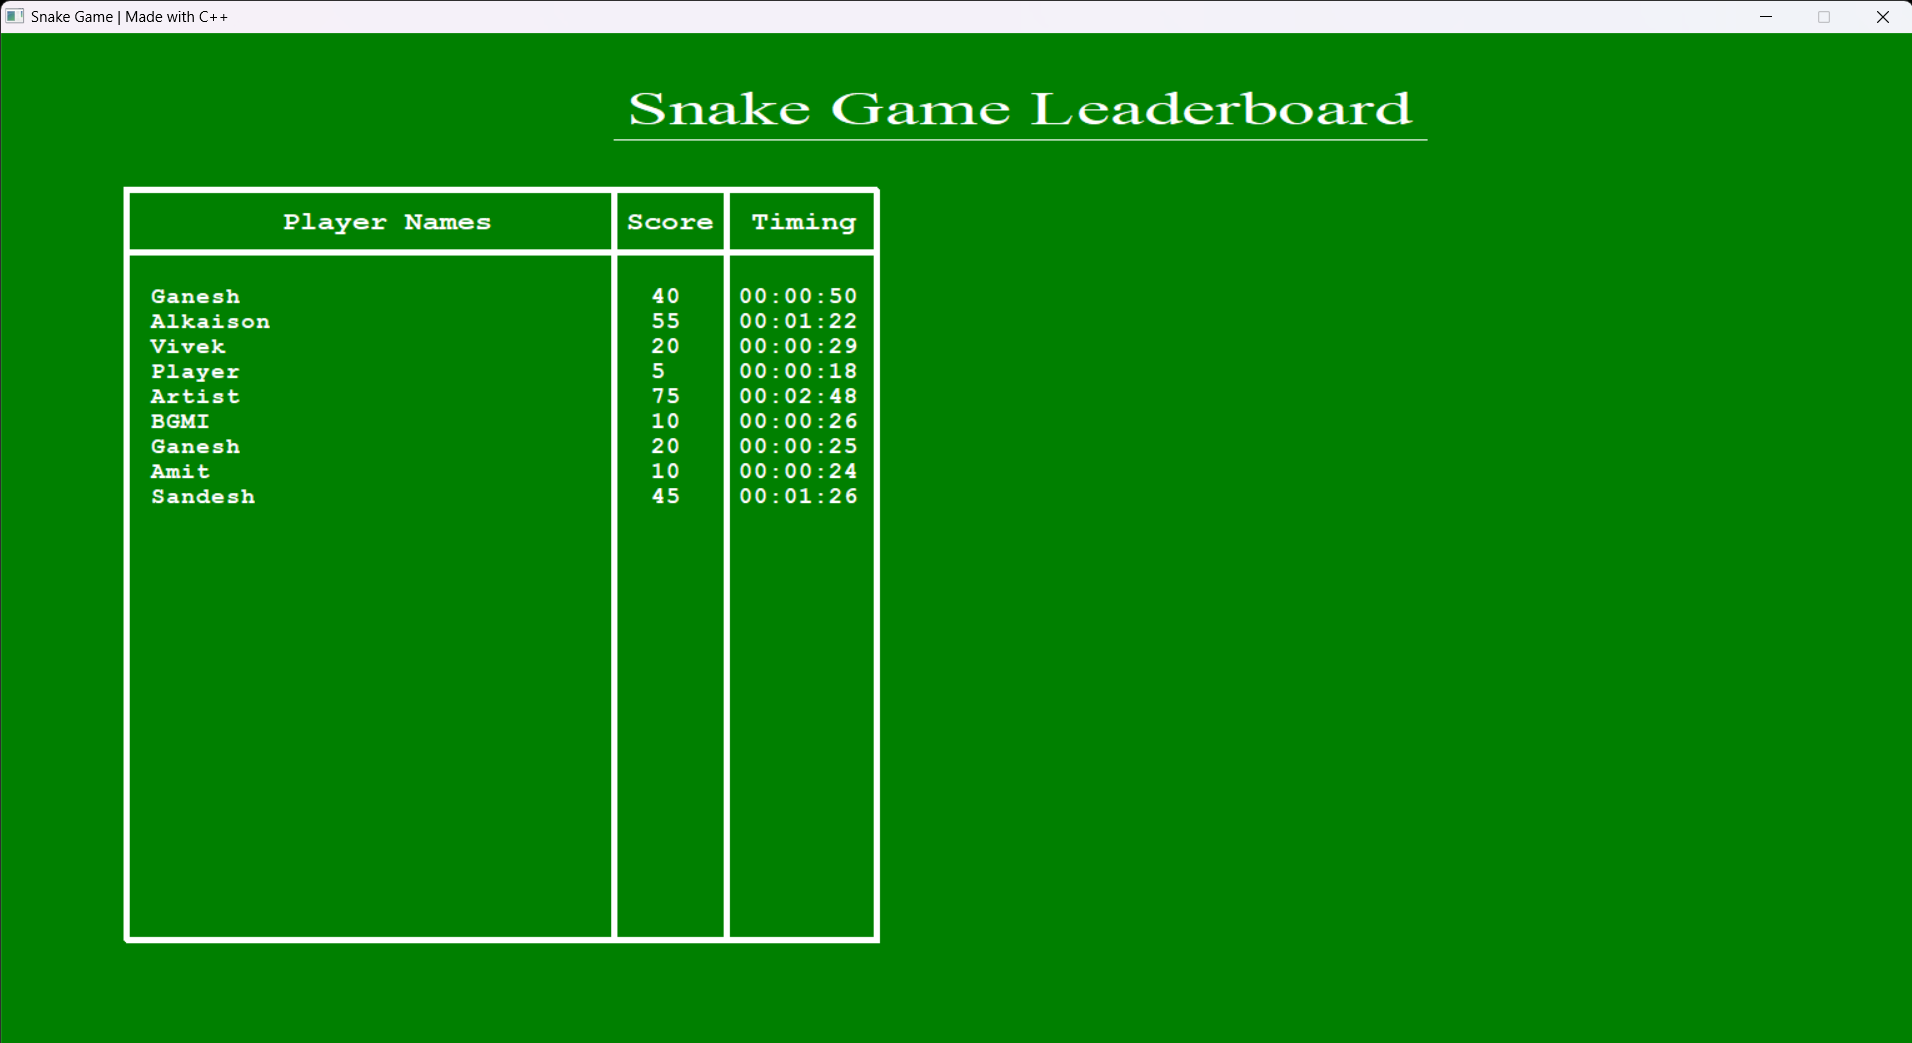 Snake Game | Made with C++
Snake Game Leaderboard
Player Names Score Timing
Ganesh 40 00:00:50
Alkaison 55 00:01:22
Vivek 20 00:00:29
Player 5 00:00:18
Artist 75 00:02:48
BGMI 10 00:00:26
Ganesh 20 00:00:25
Amit 10 00:00:24
Sandesh 45 00:01:26